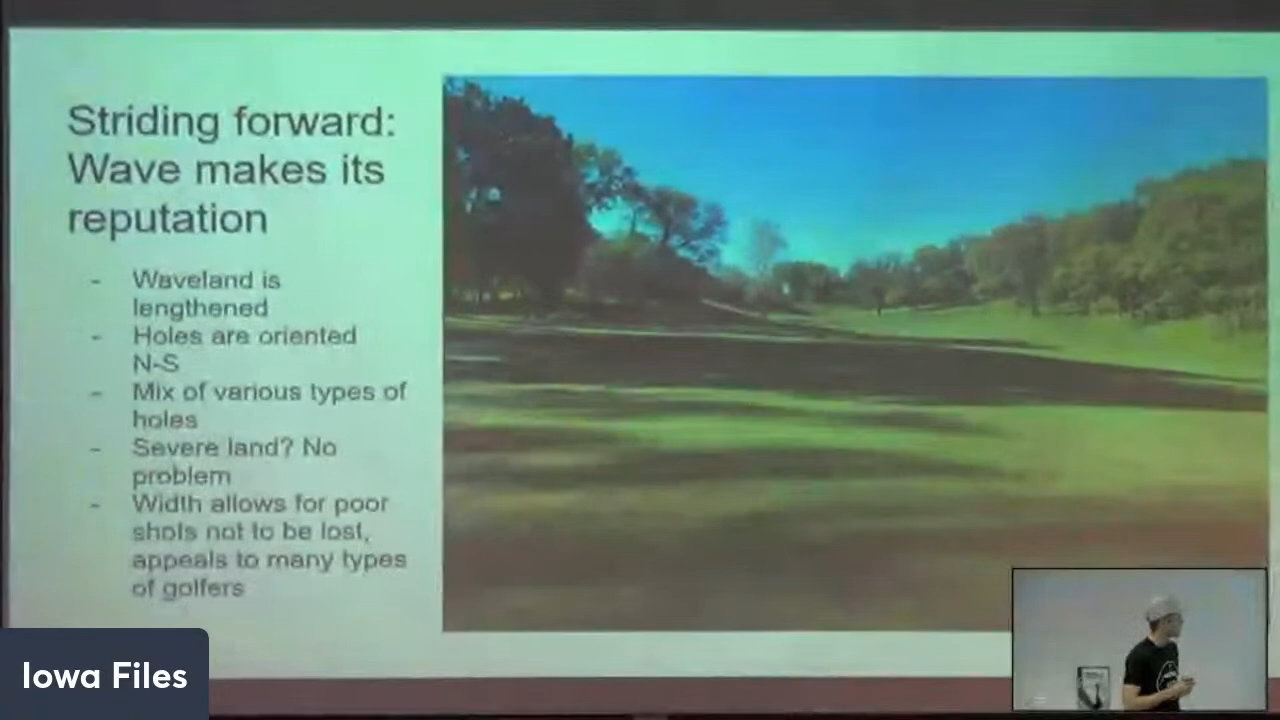 Striding forward:
Wave makes its
reputation
- Waveland is
lengthened
- Holes are oriented
N-S
- Mix of various types of
holes
- Severe land? No
problem
- Width allows for poor
shots not to be lost,
appeals to many types
of golfers
Iowa Files